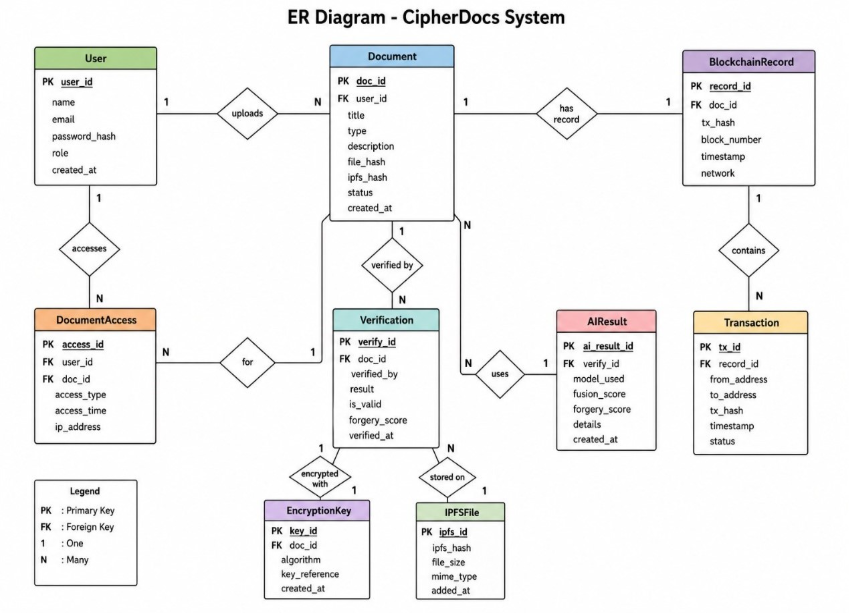 ER Diagram - CipherDocs System
User
PK user_id
name
email
password_hash
role
created_at
1
uploads
N
Document
PK doc_id
FK user_id
title
type
description
file_hash
ipfs_hash
status
created_at
1
has
record
1
BlockchainRecord
PK record_id
FK doc_id
tx_hash
block_number
timestamp
network
1
accesses
N
1
verified by
N
N
1
contains
N
DocumentAccess
PK access_id
FK user_id
FK doc_id
access_type
access_time
ip_address
N
for
1
Verification
PK verify_id
FK doc_id
verified_by
result
is_valid
forgery_score
verified_at
N
uses
1
AIResult
PK ai_result_id
FK verify_id
model_used
fusion_score
forgery_score
details
created_at
Transaction
PK tx_id
FK record_id
from_address
to_address
tx_hash
timestamp
status
1
encrypted
with
1
N
stored on
1
Legend
PK : Primary Key
FK : Foreign Key
1 : One
N : Many
EncryptionKey
PK key_id
FK doc_id
algorithm
key_reference
created_at
IPFSFile
PK ipfs_id
ipfs_hash
file_size
mime_type
added_at